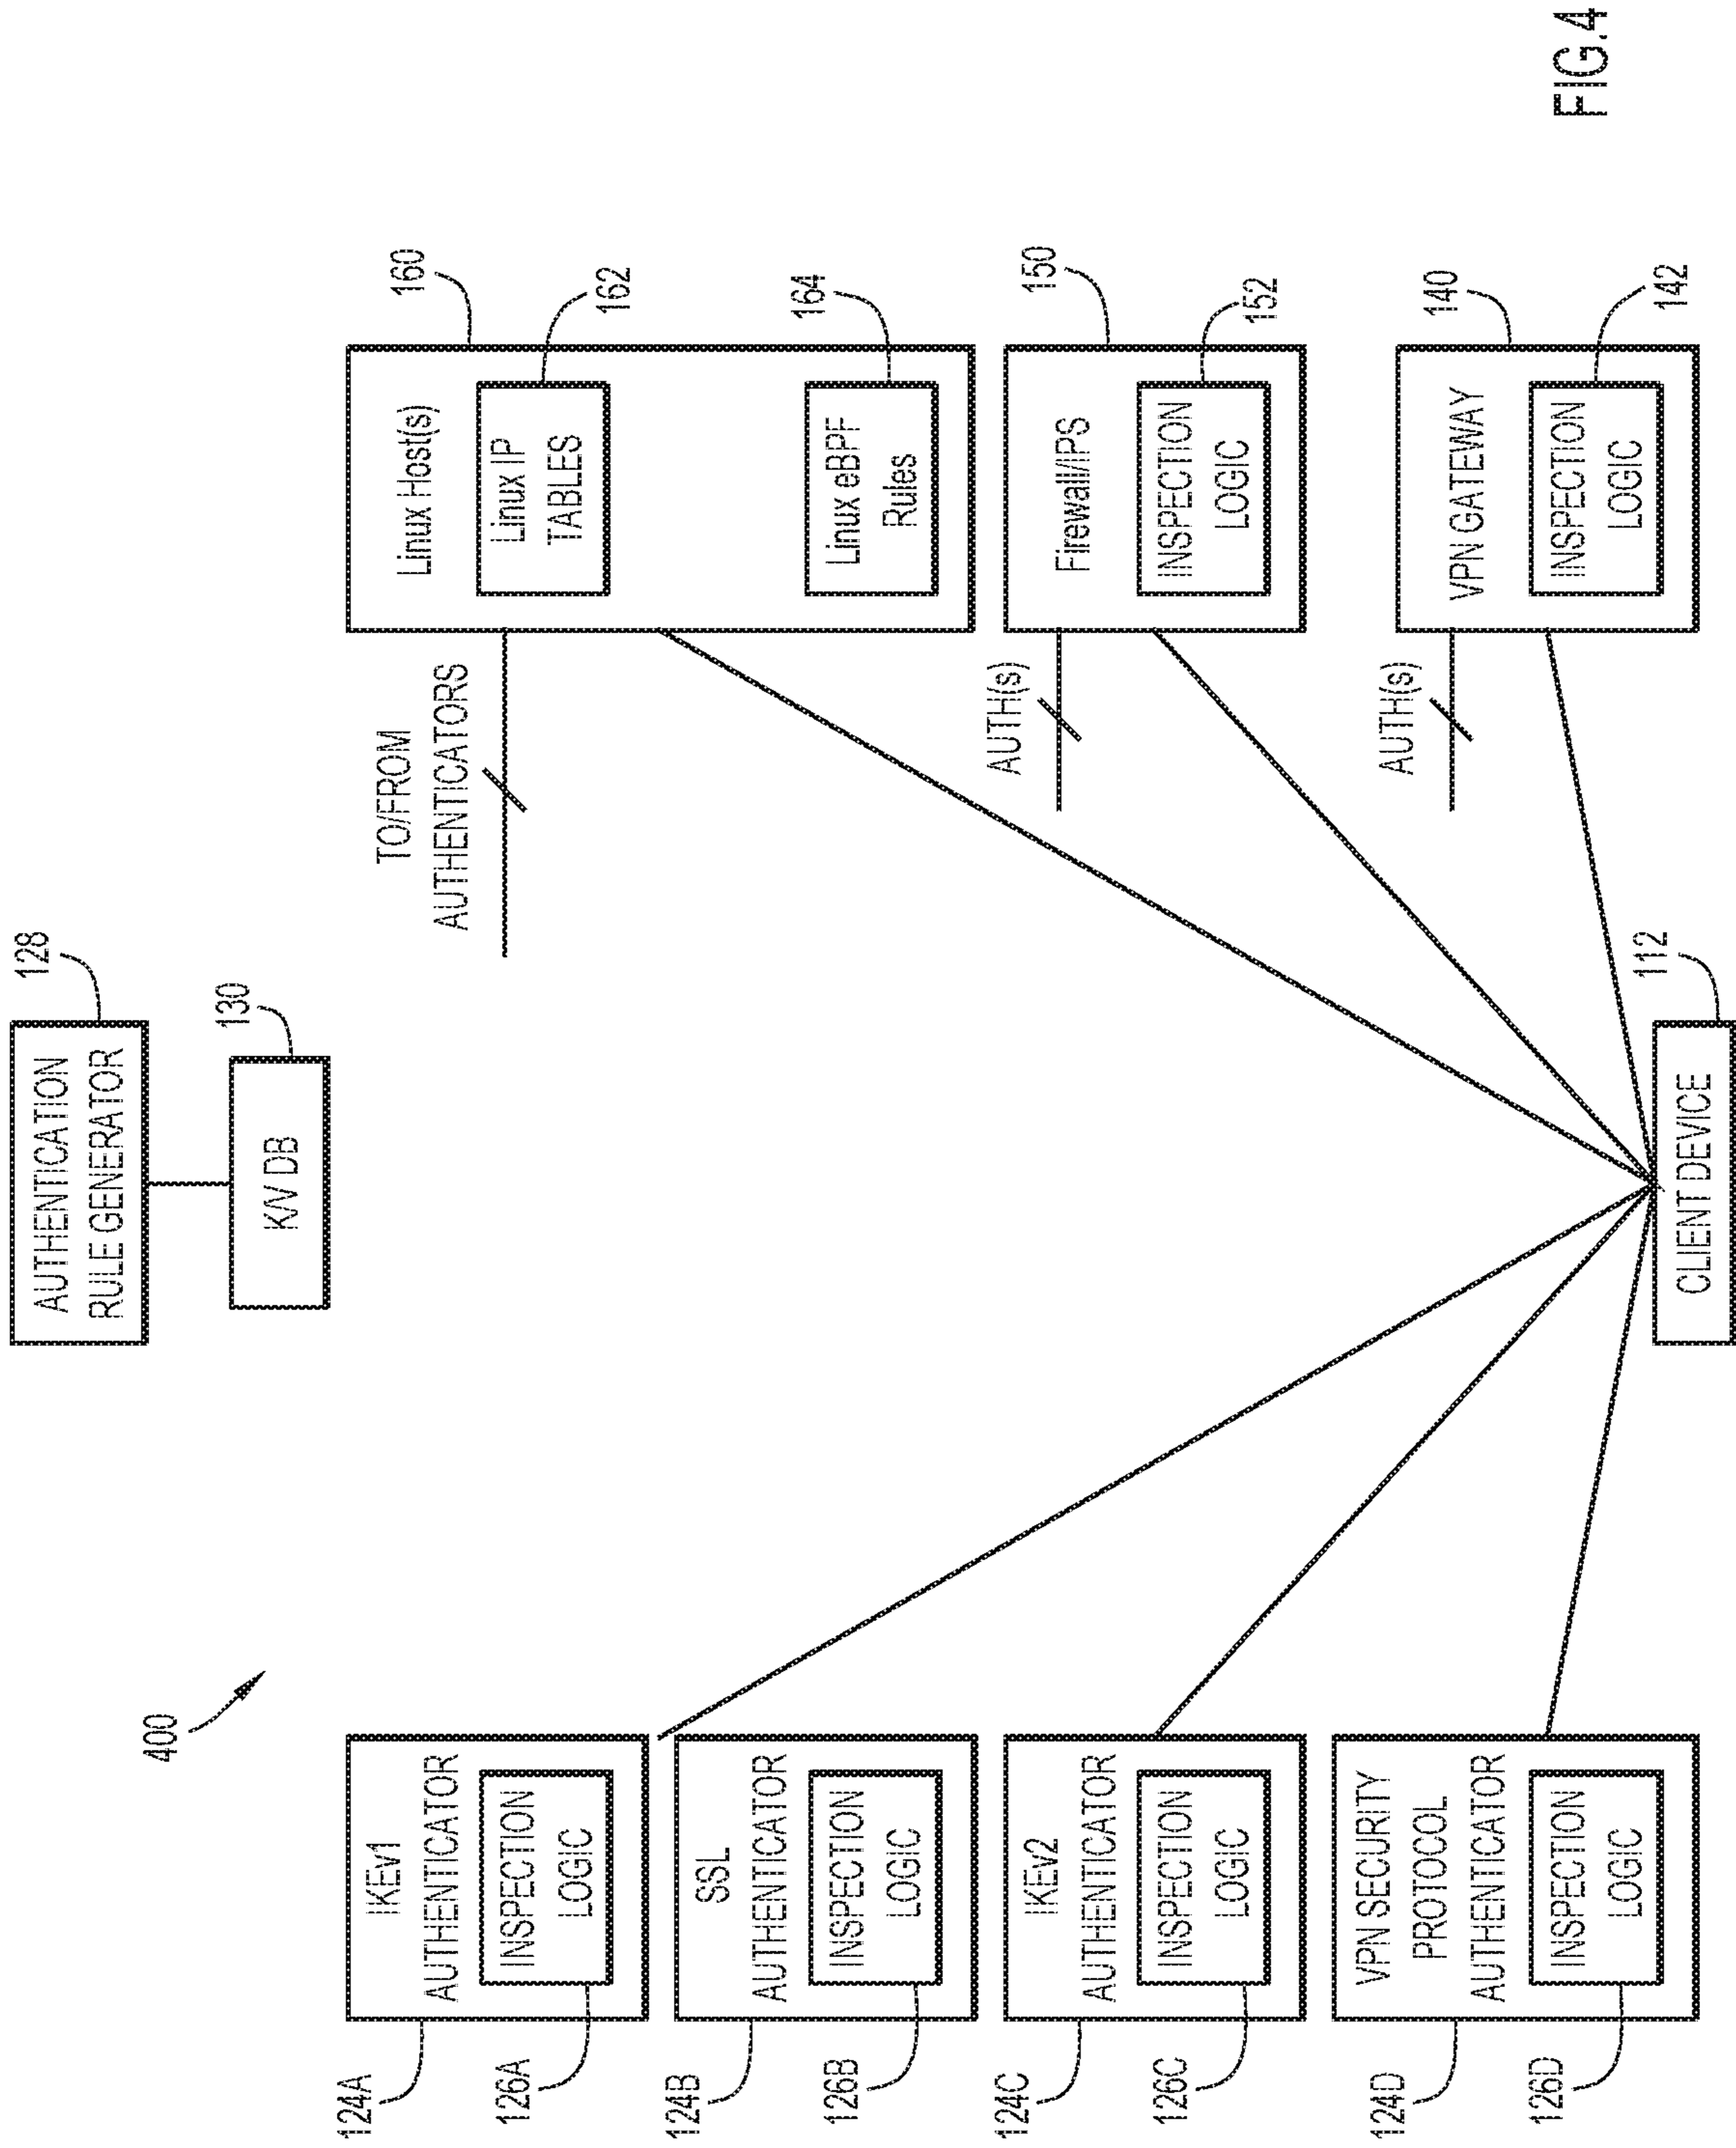 400
AUTHENTICATION
RULE GENERATOR
128
K/V DB
130
124A
IKEv1
AUTHENTICATOR
126A
INSPECTION
LOGIC
124B
SSL
AUTHENTICATOR
126B
INSPECTION
LOGIC
124C
IKEv2
AUTHENTICATOR
126C
INSPECTION
LOGIC
124D
VPN SECURITY
PROTOCOL
AUTHENTICATOR
126D
INSPECTION
LOGIC
TO/FROM
AUTHENTICATORS
Linux Host(s)
160
Linux IP
TABLES
162
Linux eBPF
Rules
164
AUTH(s)
Firewall/IPS
150
INSPECTION
LOGIC
152
AUTH(s)
VPN GATEWAY
140
INSPECTION
LOGIC
142
CLIENT DEVICE
112
FIG.4